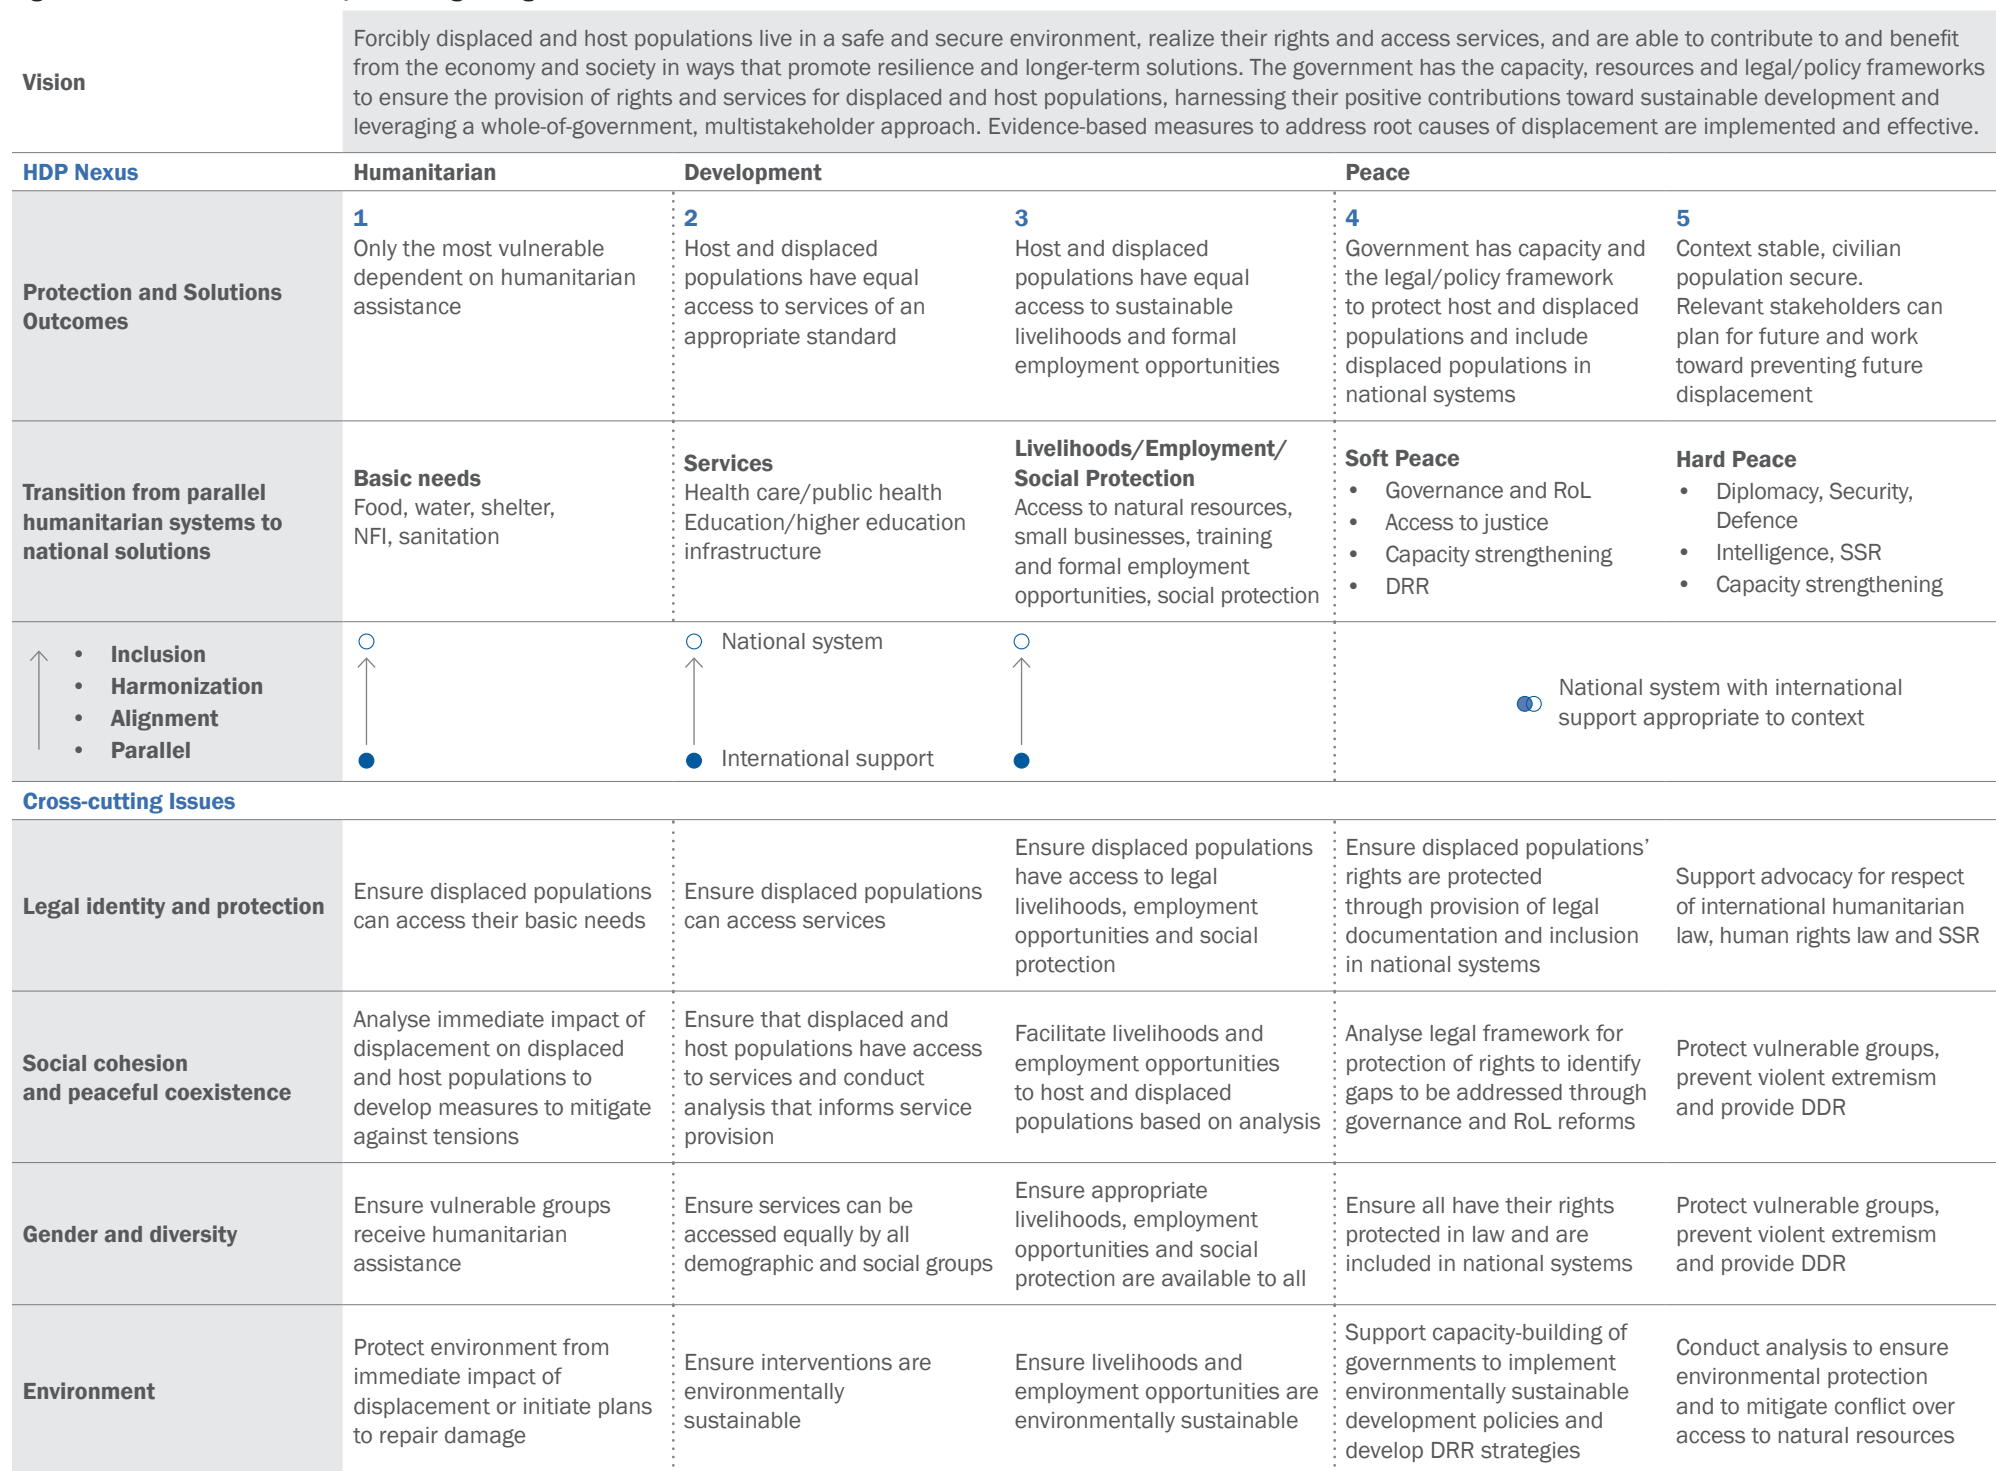 Vision
Forcibly displaced and host populations live in a safe and secure environment, realize their rights and access services, and are able to contribute to and benefit
from the economy and society in ways that promote resilience and longer-term solutions. The government has the capacity, resources and legal/policy frameworks
to ensure the provision of rights and services for displaced and host populations, harnessing their positive contributions toward sustainable development and
leveraging a whole-of-government, multistakeholder approach. Evidence-based measures to address root causes of displacement are implemented and effective.
HDP Nexus
Humanitarian
Development
Peace
Protection and Solutions
Outcomes
1
Only the most vulnerable
dependent on humanitarian
assistance
2
Host and displaced
populations have equal
access to services of an
appropriate standard
3
Host and displaced
populations have equal
access to sustainable
livelihoods and formal
employment opportunities
4
Government has capacity and
the legal/policy framework
to protect host and displaced
populations and include
displaced populations in
national systems
5
Context stable, civilian
population secure.
Relevant stakeholders can
plan for future and work
toward preventing future
displacement
Transition from parallel
humanitarian systems to
national solutions
Basic needs
Food, water, shelter,
NFI, sanitation
Services
Health care/public health
Education/higher education
infrastructure
Livelihoods/Employment/
Social Protection
Access to natural resources,
small businesses, training
and formal employment
opportunities, social protection
Soft Peace
• Governance and RoL
• Access to justice
• Capacity strengthening
• DRR
Hard Peace
• Diplomacy, Security,
Defence
• Intelligence, SSR
• Capacity strengthening
• Inclusion
• Harmonization
• Alignment
• Parallel
National system
International support
National system with international
support appropriate to context
Cross-cutting Issues
Legal identity and protection
Ensure displaced populations
can access their basic needs
Ensure displaced populations
can access services
Ensure displaced populations
have access to legal
livelihoods, employment
opportunities and social
protection
Ensure displaced populations’
rights are protected
through provision of legal
documentation and inclusion
in national systems
Support advocacy for respect
of international humanitarian
law, human rights law and SSR
Social cohesion
and peaceful coexistence
Analyse immediate impact of
displacement on displaced
and host populations to
develop measures to mitigate
against tensions
Ensure that displaced and
host populations have access
to services and conduct
analysis that informs service
provision
Facilitate livelihoods and
employment opportunities
to host and displaced
populations based on analysis
Analyse legal framework for
protection of rights to identify
gaps to be addressed through
governance and RoL reforms
Protect vulnerable groups,
prevent violent extremism
and provide DDR
Gender and diversity
Ensure vulnerable groups
receive humanitarian
assistance
Ensure services can be
accessed equally by all
demographic and social groups
Ensure appropriate
livelihoods, employment
opportunities and social
protection are available to all
Ensure all have their rights
protected in law and are
included in national systems
Protect vulnerable groups,
prevent violent extremism
and provide DDR
Environment
Protect environment from
immediate impact of
displacement or initiate plans
to repair damage
Ensure interventions are
environmentally
sustainable
Ensure livelihoods and
employment opportunities are
environmentally sustainable
Support capacity-building of
governments to implement
environmentally sustainable
development policies and
develop DRR strategies
Conduct analysis to ensure
environmental protection
and to mitigate conflict over
access to natural resources